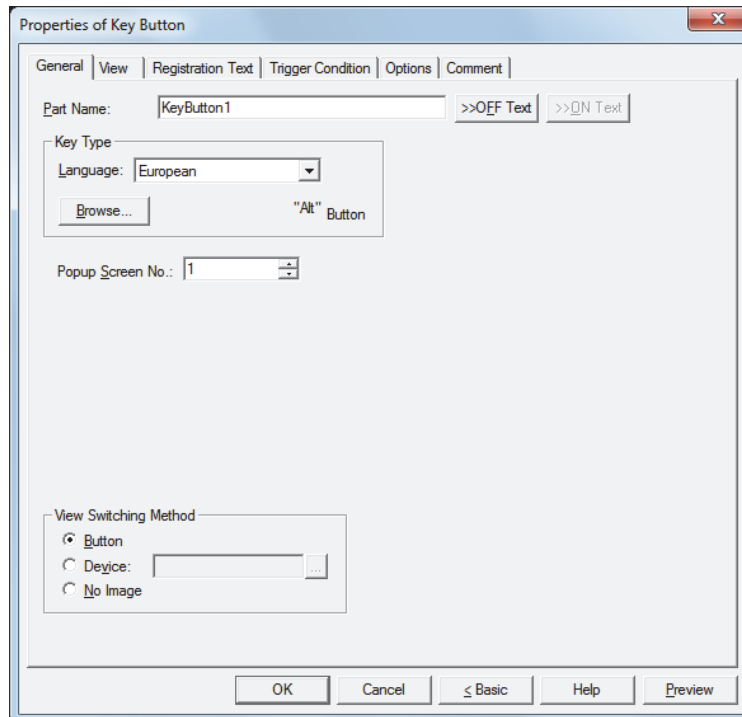 Properties of Key Button
General View Registration Text Trigger Condition Options Comment
Part Name: KeyButton1 >>OFF Text >>ON Text
Key Type
Language: European
Browse... "Alt" Button
Popup Screen No.: 1
View Switching Method
Button
Device: ...
No Image
OK Cancel < Basic Help Preview